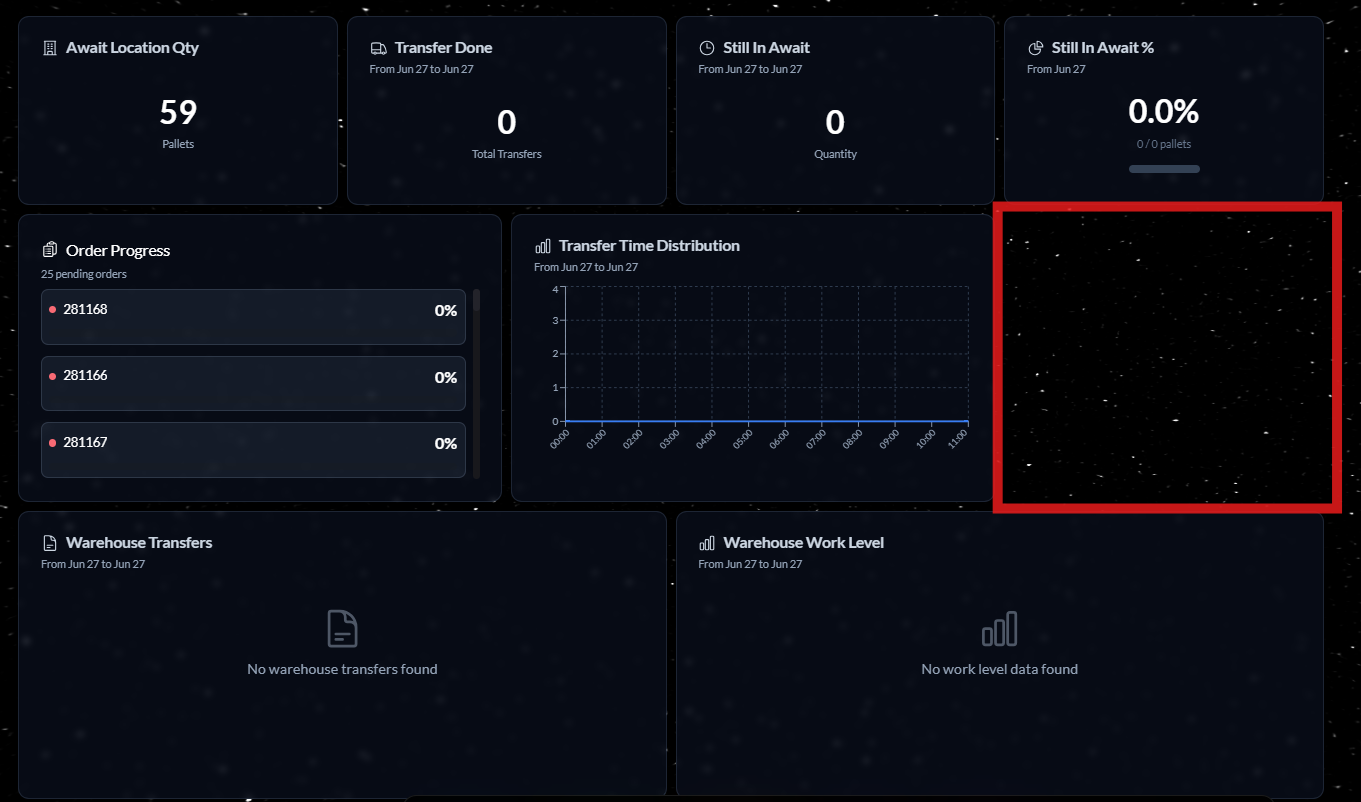 Await Location Qty
59
Pallets
Transfer Done
From Jun 27 to Jun 27
0
Total Transfers
Still In Await
From Jun 27 to Jun 27
0
Quantity
Still In Await %
From Jun 27
0.0%
0 / 0 pallets
Order Progress
25 pending orders
281168 0%
281166 0%
281167 0%
Transfer Time Distribution
From Jun 27 to Jun 27
4
3
2
1
0
00:00 01:00 02:00 03:00 04:00 05:00 06:00 07:00 08:00 09:00 10:00 11:00
Warehouse Transfers
From Jun 27 to Jun 27
No warehouse transfers found
Warehouse Work Level
From Jun 27 to Jun 27
No work level data found